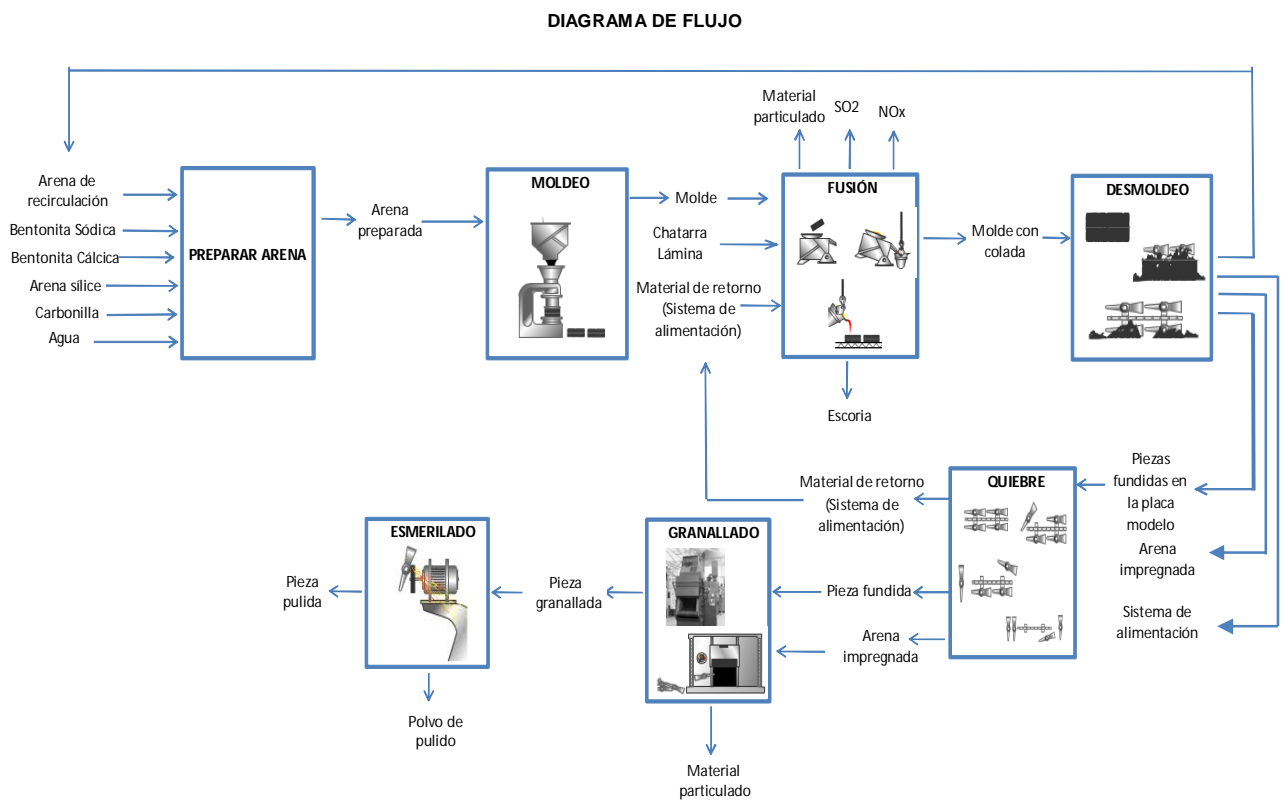 DIAGRAMA DE FLUJO
Material
particulado
SO2
NOx
Arena de
recirculación
Bentonita Sódica
Bentonita Cálcica
Arena sílice
Carbonilla
Agua
PREPARAR ARENA
Arena
preparada
MOLDEO
Molde
Chatarra
Lámina
Material de retorno
(Sistema de
alimentación)
FUSIÓN
Escoria
Molde con
colada
DESMOLDEO
Piezas
fundidas en
la placa
modelo
Arena
impregnada
Sistema de
alimentación
QUIEBRE
Material de retorno
(Sistema de
alimentación)
Pieza fundida
Arena
impregnada
GRANALLADO
Material
particulado
Pieza
granallada
ESMERILADO
Polvo de
pulido
Pieza
pulida